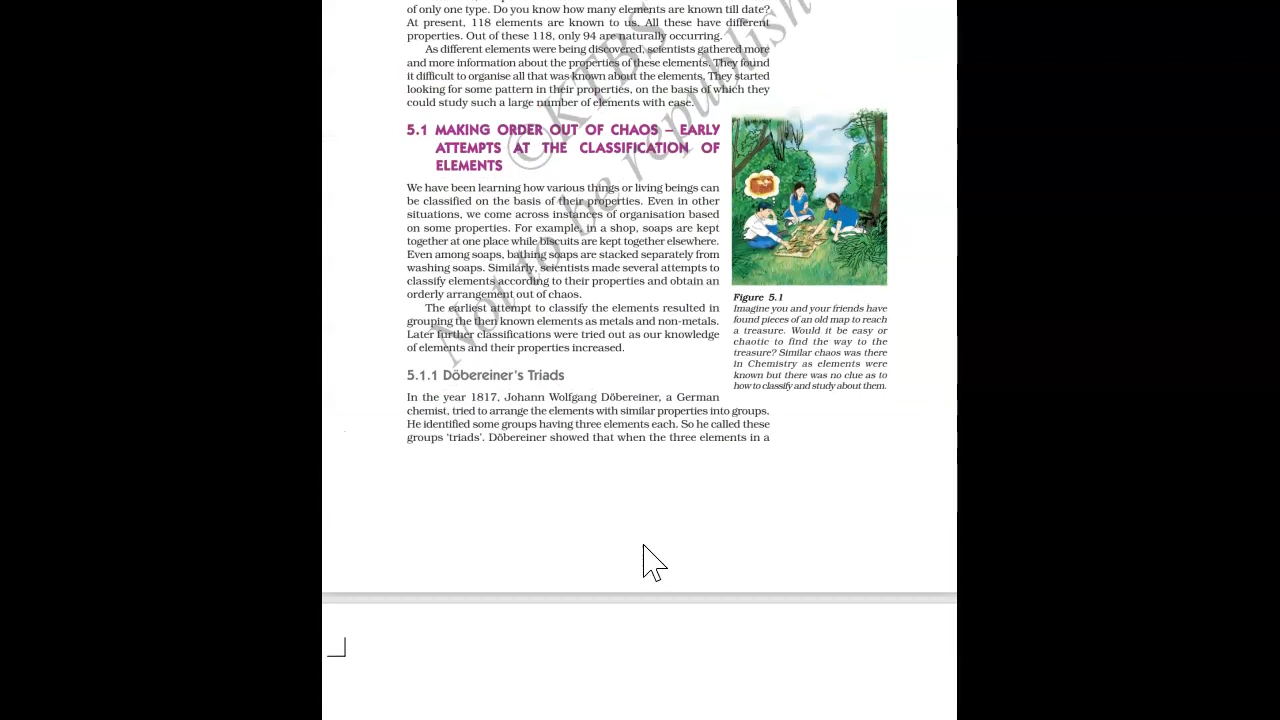 of only one type. Do you know how many elements are known till date?
At present, 118 elements are known to us. All these have different
properties. Out of these 118, only 94 are naturally occurring.
As different elements were being discovered, scientists gathered more
and more information about the properties of these elements. They found
it difficult to organise all that was known about the elements. They started
looking for some pattern in their properties, on the basis of which they
could study such a large number of elements with ease.
5.1 MAKING ORDER OUT OF CHAOS – EARLY
ATTEMPTS AT THE CLASSIFICATION OF
ELEMENTS
We have been learning how various things or living beings can
be classified on the basis of their properties. Even in other
situations, we come across instances of organisation based
on some properties. For example, in a shop, soaps are kept
together at one place while biscuits are kept together elsewhere.
Even among soaps, bathing soaps are stacked separately from
washing soaps. Similarly, scientists made several attempts to
classify elements according to their properties and obtain an
orderly arrangement out of chaos.
The earliest attempt to classify the elements resulted in
grouping the then known elements as metals and non-metals.
Later further classifications were tried out as our knowledge
of elements and their properties increased.
Figure 5.1
Imagine you and your friends have
found pieces of an old map to reach
a treasure. Would it be easy or
chaotic to find the way to the
treasure? Similar chaos was there
in Chemistry as elements were
known but there was no clue as to
how to classify and study about them.
5.1.1 Döbereiner's Triads
In the year 1817, Johann Wolfgang Döbereiner, a German
chemist, tried to arrange the elements with similar properties into groups.
He identified some groups having three elements each. So he called these
groups 'triads'. Döbereiner showed that when the three elements in a
©KTBS
Not to be republish